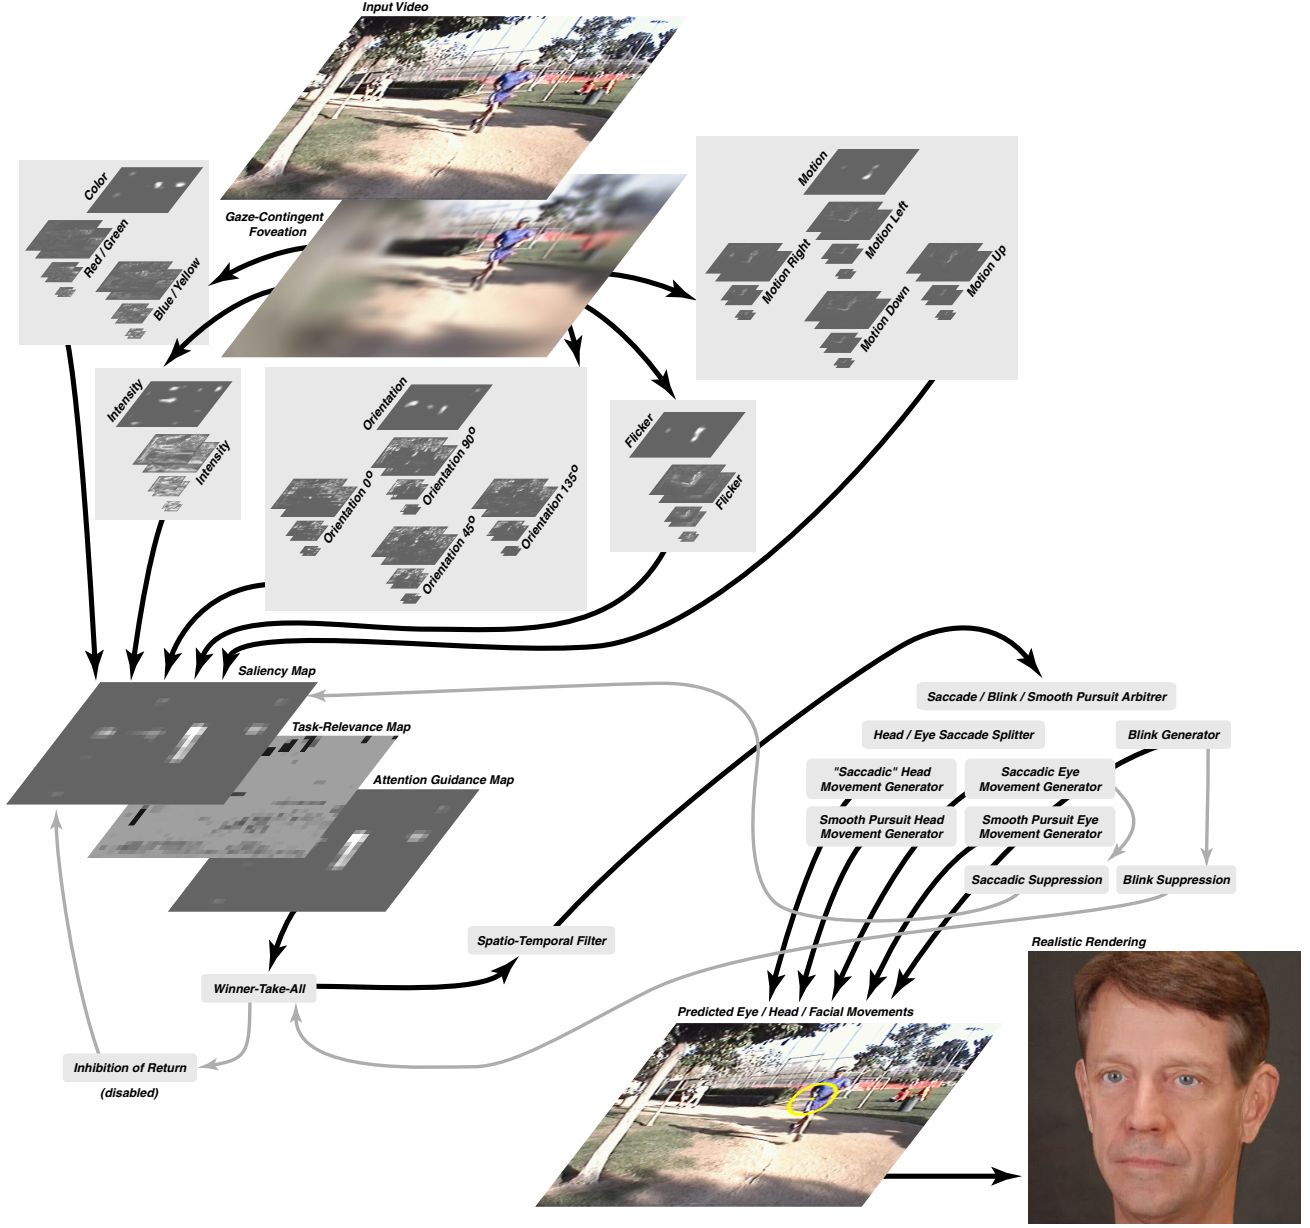 Input Video
Gaze-Contingent
Foveation
Color
Red / Green
Blue / Yellow
Motion
Motion Left
Motion Right
Motion Up
Motion Down
Intensity
Intensity
Orientation
Orientation 90°
Orientation 0°
Orientation 135°
Orientation 45°
Flicker
Flicker
Saliency Map
Task-Relevance Map
Attention Guidance Map
Saccade / Blink / Smooth Pursuit Arbitrer
Head / Eye Saccade Splitter
Blink Generator
"Saccadic" Head
Movement Generator
Saccadic Eye
Movement Generator
Smooth Pursuit Head
Movement Generator
Smooth Pursuit Eye
Movement Generator
Saccadic Suppression
Blink Suppression
Spatio-Temporal Filter
Winner-Take-All
Inhibition of Return
(disabled)
Predicted Eye / Head / Facial Movements
Realistic Rendering